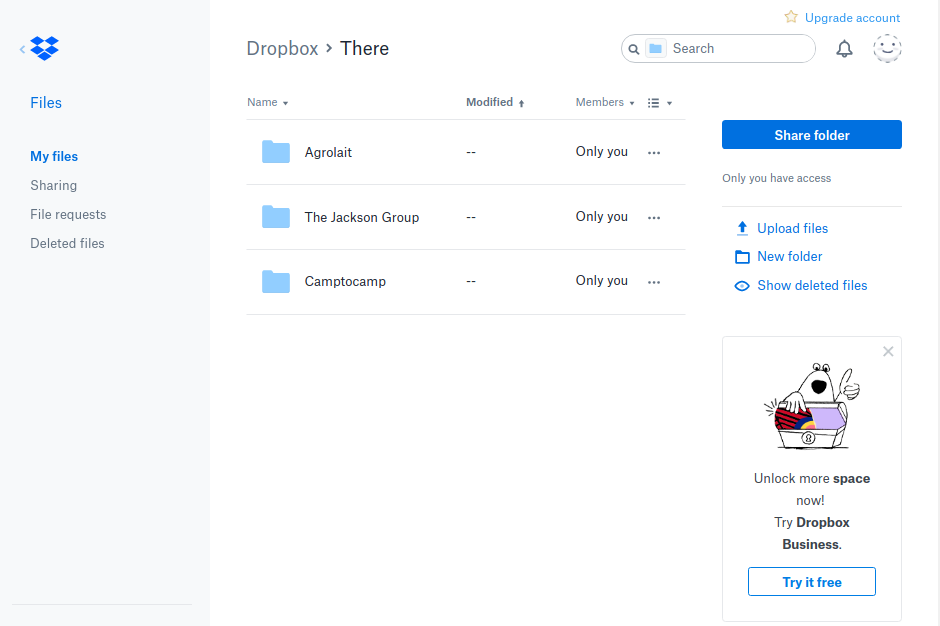 Upgrade account
Dropbox > There
Search
Files
My files
Sharing
File requests
Deleted files
Name Modified Members
Agrolait -- Only you ...
The Jackson Group -- Only you ...
Camptocamp -- Only you ...
Share folder
Only you have access
Upload files
New folder
Show deleted files
Unlock more space
now!
Try Dropbox
Business.
Try it free